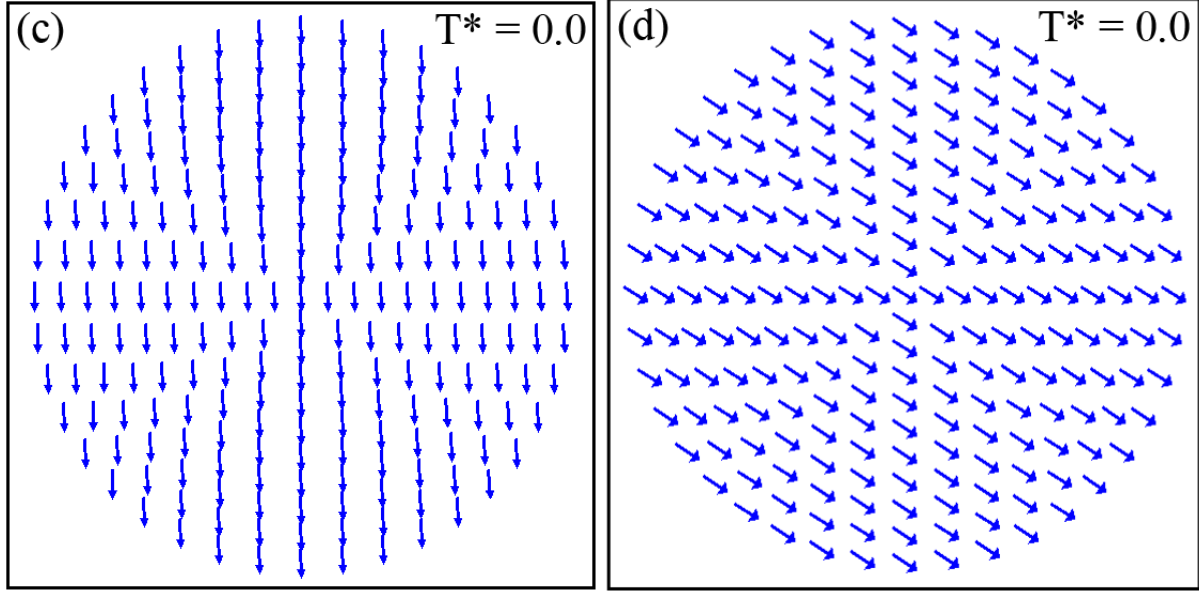 (c) T* = 0.0
(d) T* = 0.0